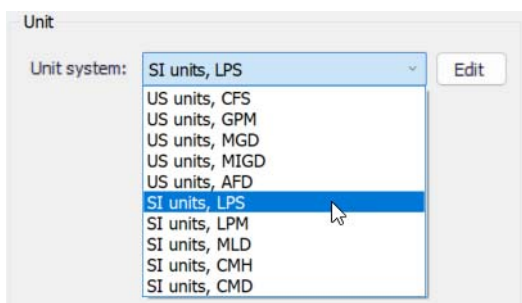 Unit
Unit system: SI units, LPS Edit
US units, CFS
US units, GPM
US units, MGD
US units, MIGD
US units, AFD
SI units, LPS
SI units, LPM
SI units, MLD
SI units, CMH
SI units, CMD